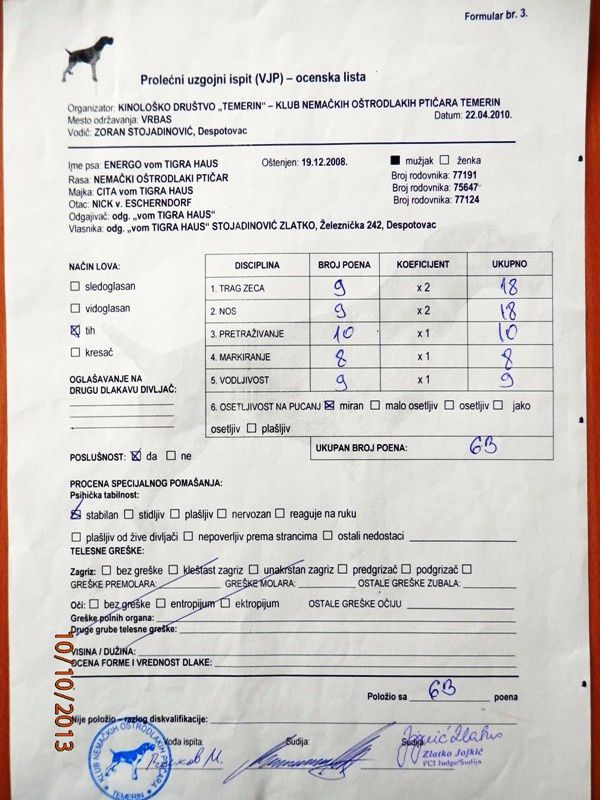 Formular br. 3.
Prolećni uzgojni ispit (VJP) – ocenska lista
Organizator: KINOLOŠKO DRUŠTVO „TEMERIN“ – KLUB NEMAČKIH OŠTRODLAKIH PTIČARA TEMERIN
Mesto održavanja: VRBAS Datum: 22.04.2010.
Vodič: ZORAN STOJADINOVIĆ, Despotovac
Ime psa: ENERGO vom TIGRA HAUS Oštenjen: 19.12.2008. mužjak ženka
Rasa: NEMAČKI OŠTRODLAKI PTIČAR Broj rodovnika: 77191
Majka: CITA vom TIGRA HAUS Broj rodovnika: 75647
Otac: NICK v. ESCHERNDORF Broj rodovnika: 77124
Odgajivač: odg. „vom TIGRA HAUS“
Vlasnika: odg. „vom TIGRA HAUS“ STOJADINOVIĆ ZLATKO, Železnička 242, Despotovac
NAČIN LOVA:
sledoglasan
vidoglasan
tih
kresač
OGLAŠAVANJE NA
DRUGU DLAKAVU DIVLJAČ:
DISCIPLINA BROJ POENA KOEFICIJENT UKUPNO
1. TRAG ZECA 9 x 2 18
2. NOS 9 x 2 18
3. PRETRAŽIVANJE 10 x 1 10
4. MARKIRANJE 8 x 1 8
5. VODLJIVOST 9 x 1 9
6. OSETLJIVOST NA PUCANJ miran malo osetljiv osetljiv jako
osetljiv plašljiv
UKUPAN BROJ POENA: 63
POSLUŠNOST: da ne
PROCENA SPECIJALNOG POMAŠANJA:
Psihička tabilnost:
stabilan stidljiv plašljiv nervozan reaguje na ruku
plašljiv od žive divljači nepoverljiv prema strancima ostali nedostaci
TELESNE GREŠKE:
Zagriz: bez greške kleštast zagriz unakrstan zagriz predgrizač podgrizač
GREŠKE PREMOLARA: GREŠKE MOLARA: OSTALE GREŠKE ZUBALA:
Oči: bez greške entropijum ektropijum OSTALE GREŠKE OČIJU
Greške polnih organa:
Druge grube telesne greške:
VISINA / DUŽINA:
OCENA FORME I VREDNOST DLAKE:
Položio sa 63 poena
Nije položio – razlog diskvalifikacije:
Vođa ispita: Sudija: Sudija:
Zlatko Jojkić
FCI Judge/Sudija
KLUB NEMAČKIH OŠTRODLAKIH PTIČARA
TEMERIN
10/10/2013